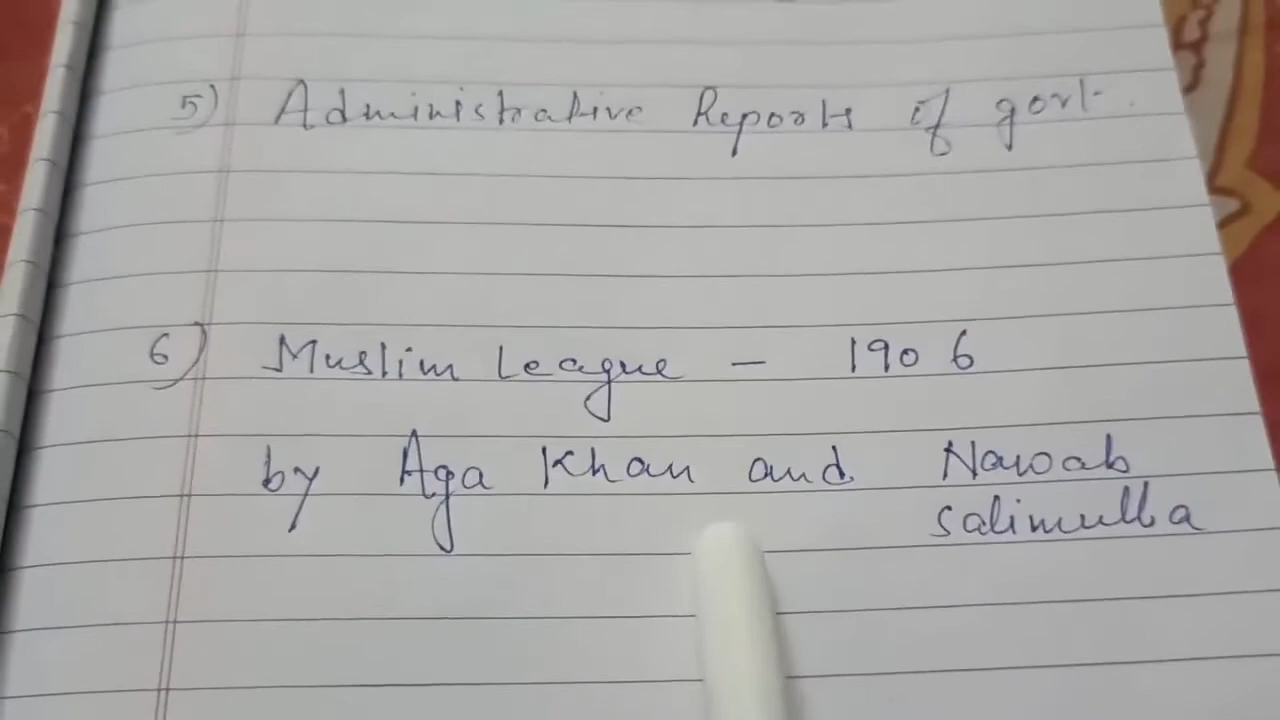 5) Administrative Reports of govt.
6) Muslim League - 1906
by Aga Khan and Nawab
Salimulla